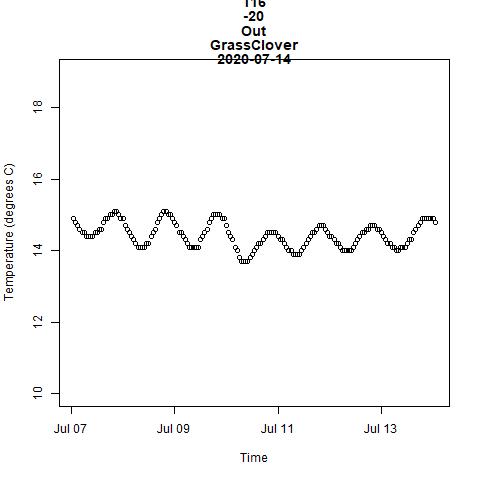 116
-20
Out
GrassClover
2020-07-14
Temperature (degrees C)
18
16
14
12
10
Jul 07
Jul 09
Jul 11
Jul 13
Time